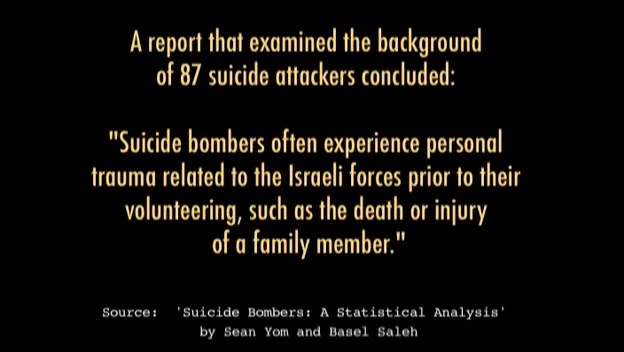 A report that examined the background
of 87 suicide attackers concluded:
"Suicide bombers often experience personal
trauma related to the Israeli forces prior to their
volunteering, such as the death or injury
of a family member."
Source: 'Suicide Bombers: A Statistical Analysis'
by Sean Yom and Basel Saleh